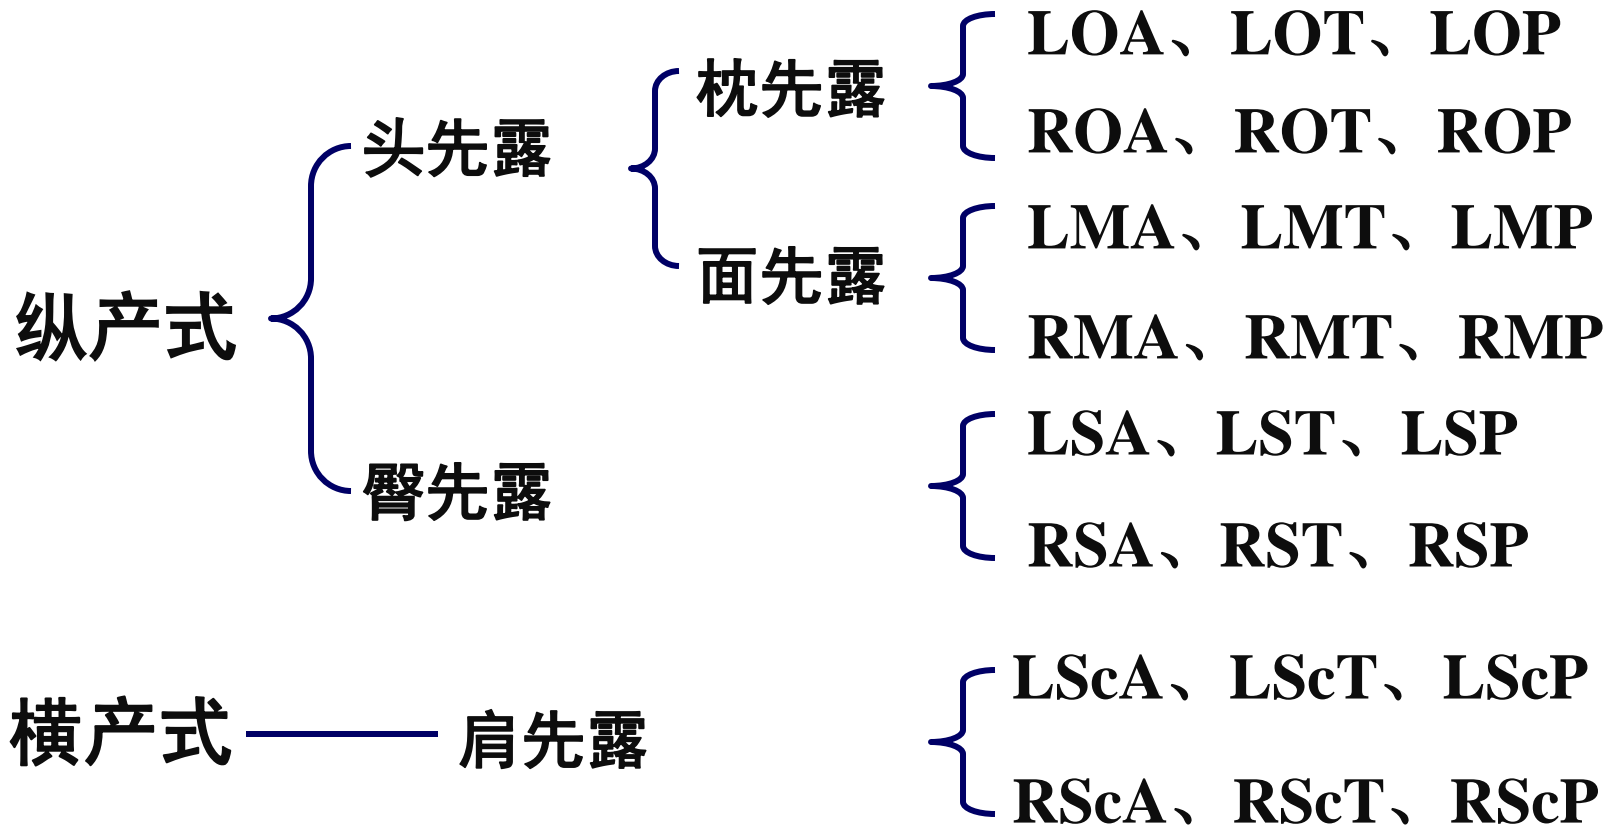 LOA、LOT、LOP
枕先露
ROA、ROT、ROP
头先露
LMA、LMT、LMP
面先露
RMA、RMT、RMP
纵产式
LSA、LST、LSP
臀先露
RSA、RST、RSP
LScA、LScT、LScP
横产式
肩先露
RScA、RScT、RScP